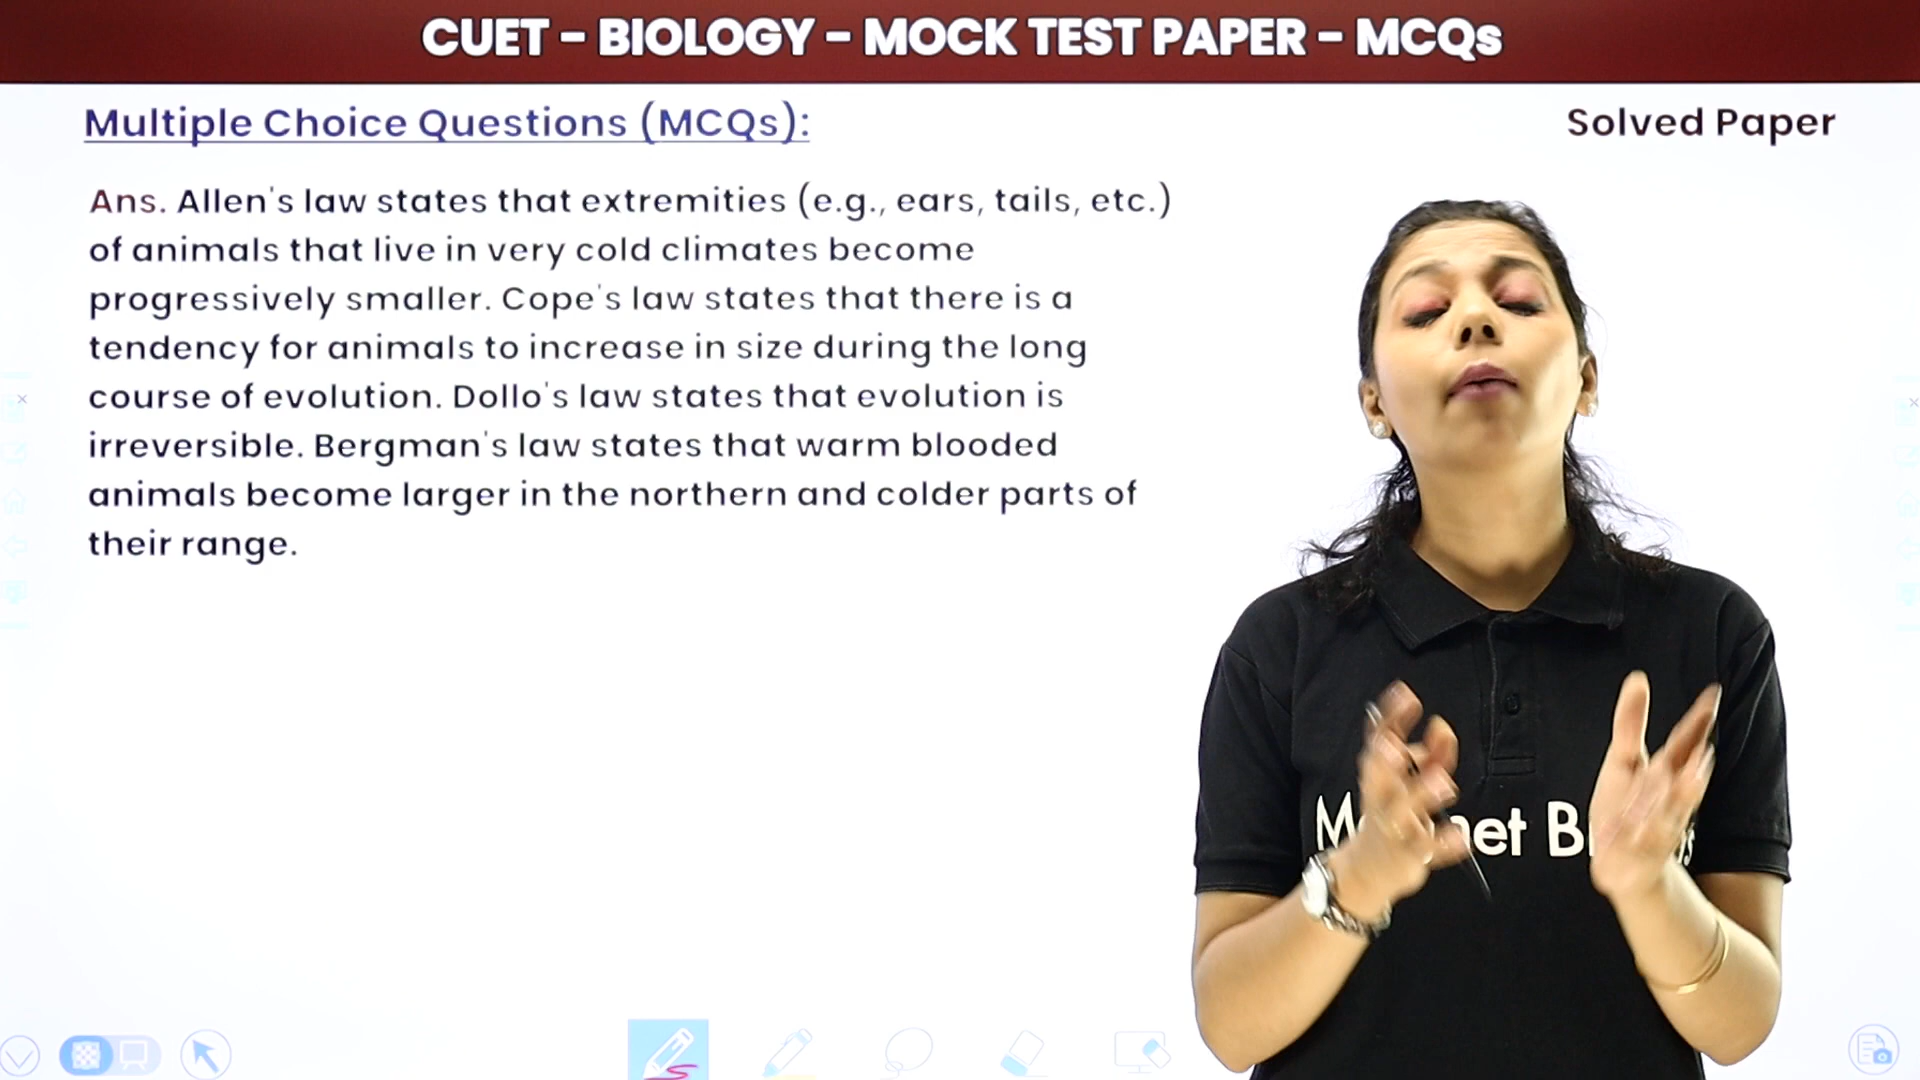 CUET - BIOLOGY - MOCK TEST PAPER - MCQs
Multiple Choice Questions (MCQs):
Solved Paper
Ans. Allen's law states that extremities (e.g., ears, tails, etc.)
of animals that live in very cold climates become
progressively smaller. Cope's law states that there is a
tendency for animals to increase in size during the long
course of evolution. Dollo's law states that evolution is
irreversible. Bergman's law states that warm blooded
animals become larger in the northern and colder parts of
their range.